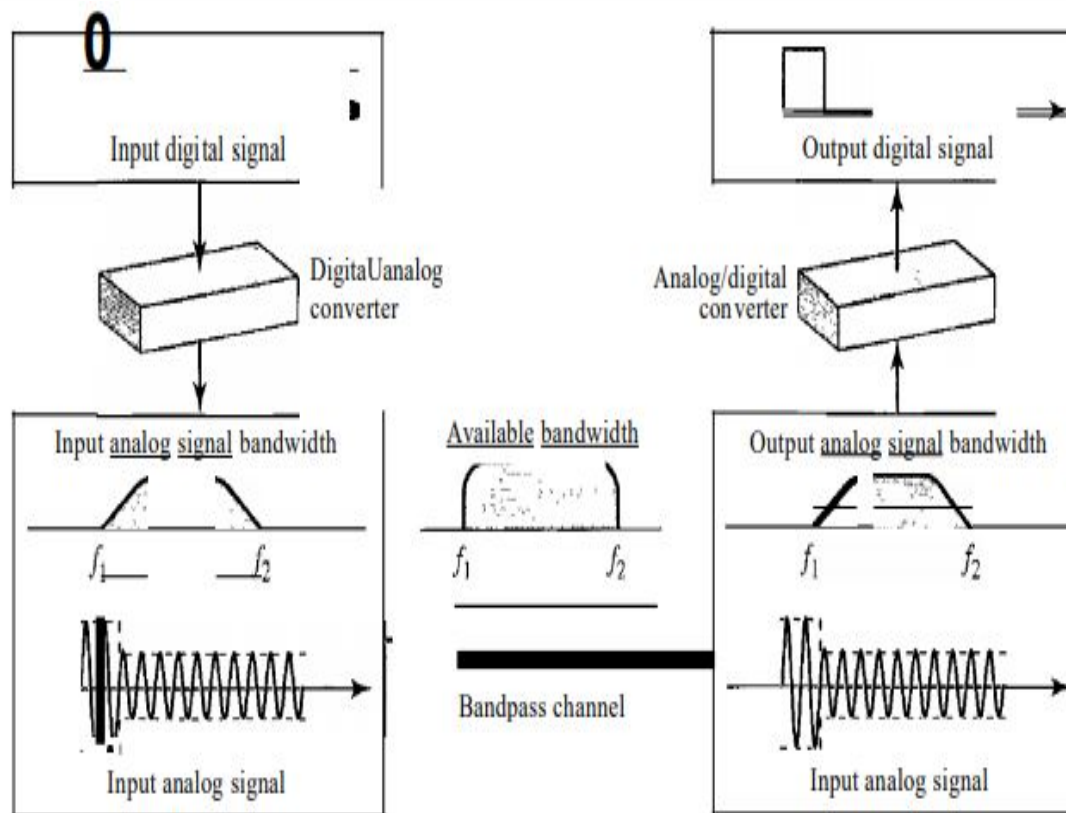 0
Input digital signal
Output digital signal
DigitaUanalog
converter
Analog/digital
converter
Input analog signal bandwidth
Available bandwidth
Output analog signal bandwidth
f1
f2
f1
f2
f1
f2
Bandpass channel
Input analog signal
Input analog signal